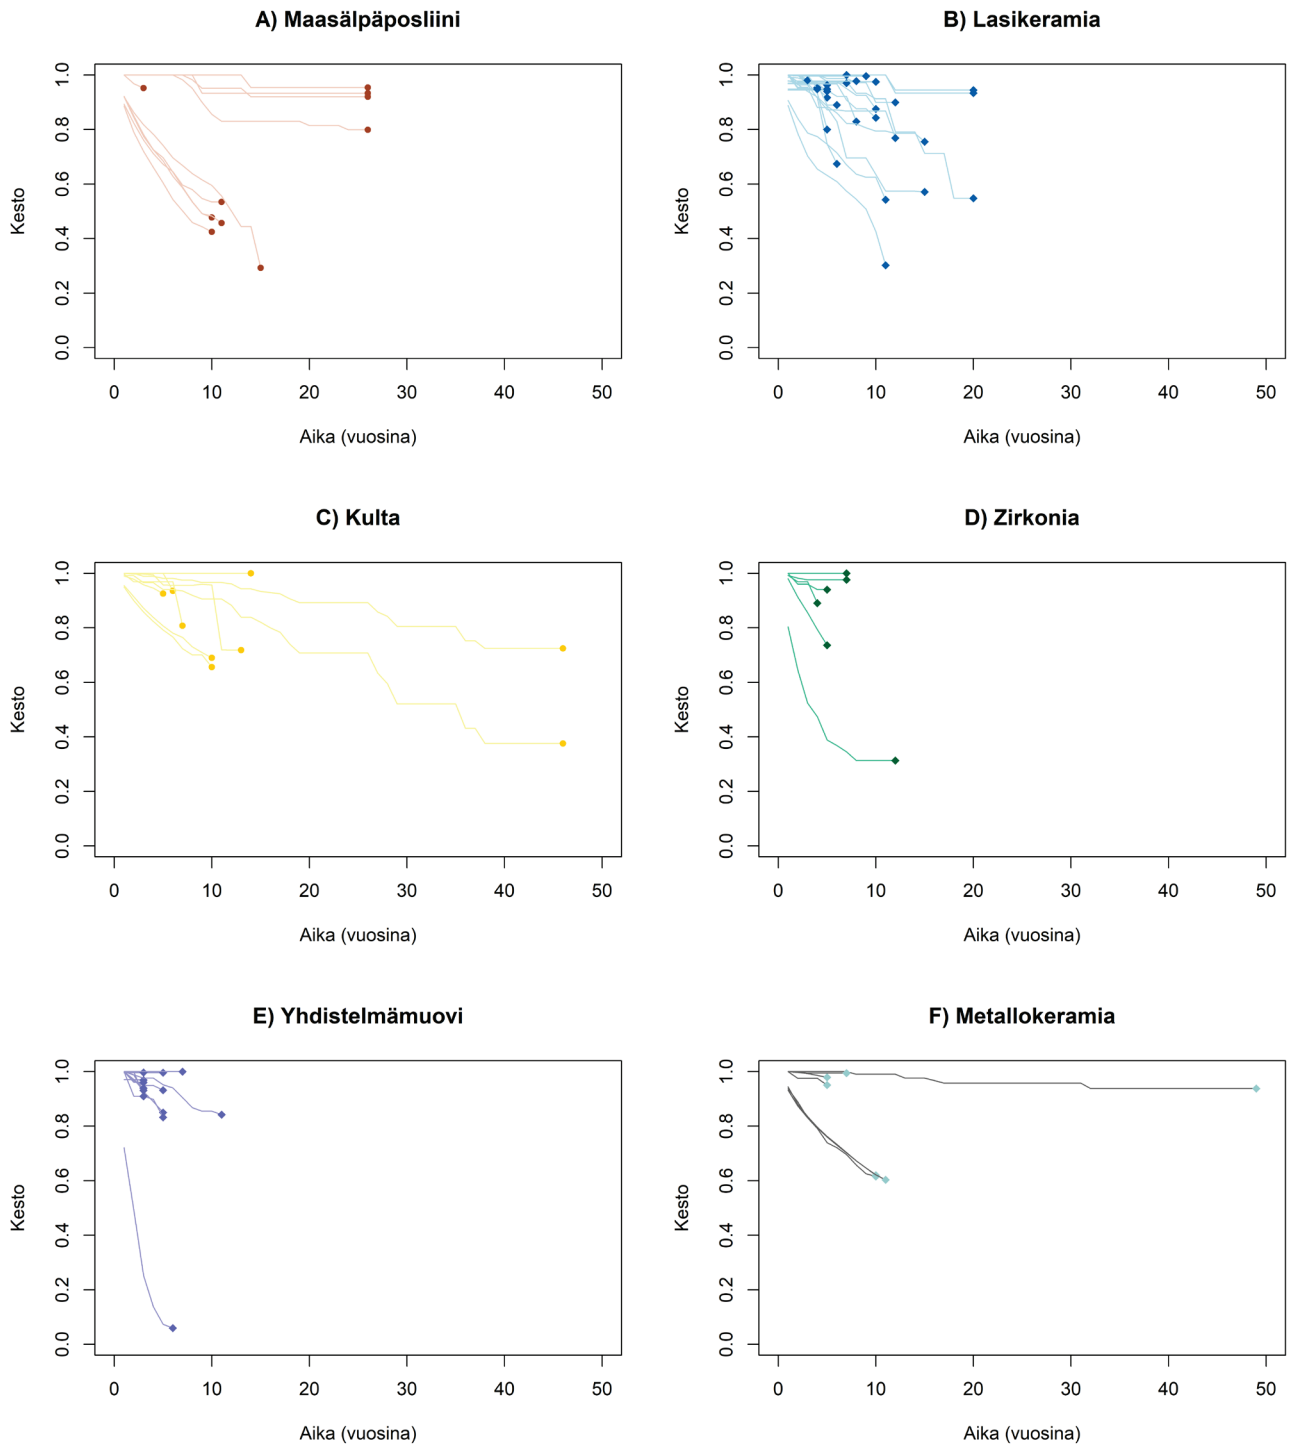 A) Maasälpäposliini
Kesto
0.0 0.2 0.4 0.6 0.8 1.0
0 10 20 30 40 50
Aika (vuosina)
B) Lasikeramia
Kesto
0.0 0.2 0.4 0.6 0.8 1.0
0 10 20 30 40 50
Aika (vuosina)
C) Kulta
Kesto
0.0 0.2 0.4 0.6 0.8 1.0
0 10 20 30 40 50
Aika (vuosina)
D) Zirkonia
Kesto
0.0 0.2 0.4 0.6 0.8 1.0
0 10 20 30 40 50
Aika (vuosina)
E) Yhdistelmämuovi
Kesto
0.0 0.2 0.4 0.6 0.8 1.0
0 10 20 30 40 50
Aika (vuosina)
F) Metallokeramia
Kesto
0.0 0.2 0.4 0.6 0.8 1.0
0 10 20 30 40 50
Aika (vuosina)